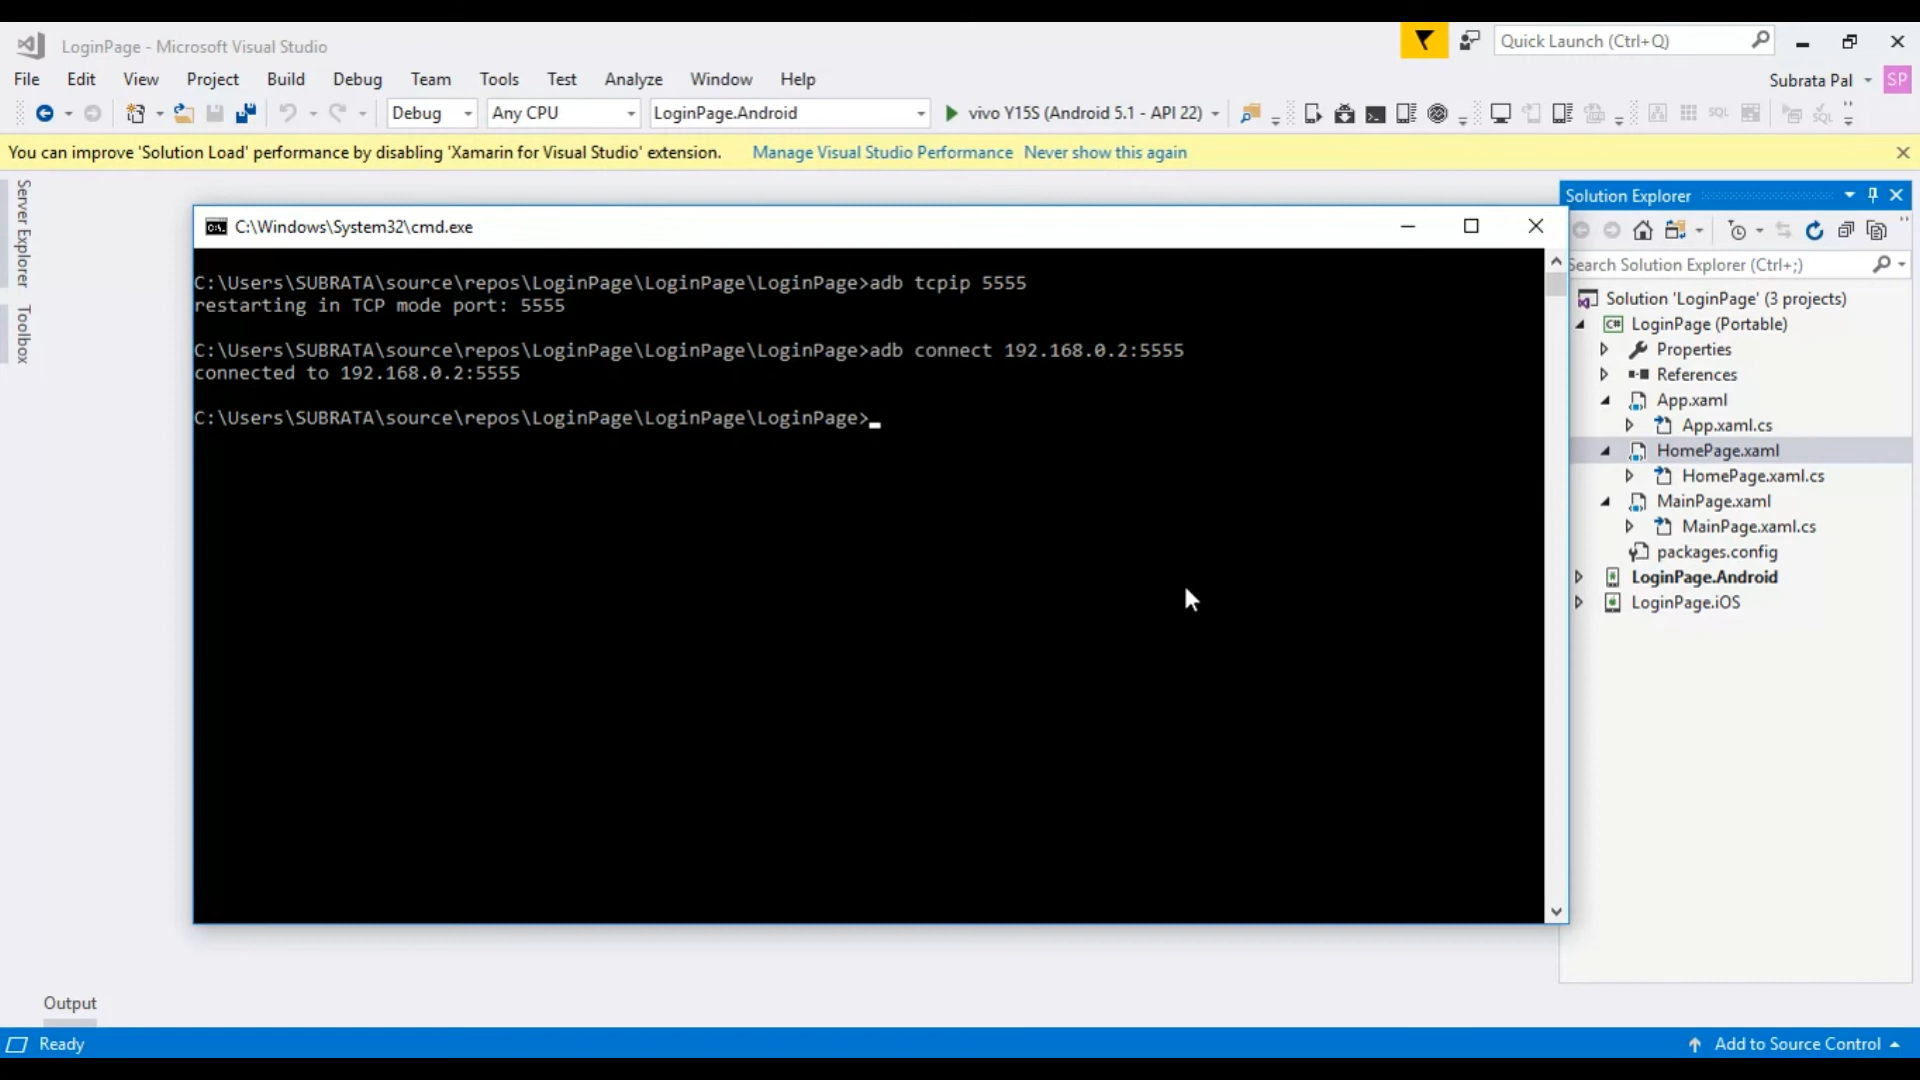 LoginPage - Microsoft Visual Studio
Quick Launch (Ctrl+Q)
File Edit View Project Build Debug Team Tools Test Analyze Window Help
Subrata Pal SP
Debug Any CPU LoginPage.Android vivo Y15S (Android 5.1 - API 22)
You can improve 'Solution Load' performance by disabling 'Xamarin for Visual Studio' extension. Manage Visual Studio Performance Never show this again
Server Explorer
Toolbox
C:\Windows\System32\cmd.exe
C:\Users\SUBRATA\source\repos\LoginPage\LoginPage\LoginPage>adb tcpip 5555
restarting in TCP mode port: 5555
C:\Users\SUBRATA\source\repos\LoginPage\LoginPage\LoginPage>adb connect 192.168.0.2:5555
connected to 192.168.0.2:5555
C:\Users\SUBRATA\source\repos\LoginPage\LoginPage\LoginPage>
Solution Explorer
Search Solution Explorer (Ctrl+;)
Solution 'LoginPage' (3 projects)
C# LoginPage (Portable)
Properties
References
App.xaml
App.xaml.cs
HomePage.xaml
HomePage.xaml.cs
MainPage.xaml
MainPage.xaml.cs
packages.config
LoginPage.Android
LoginPage.iOS
Output
Ready
Add to Source Control